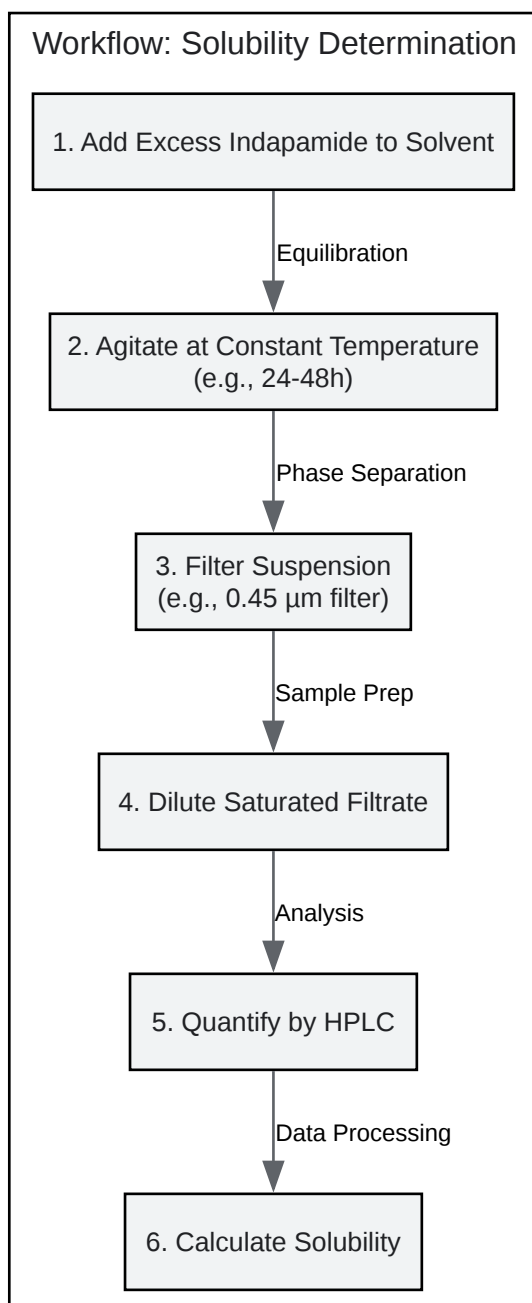 Workflow: Solubility Determination
1. Add Excess Indapamide to Solvent
Equilibration
2. Agitate at Constant Temperature
(e.g., 24-48h)
Phase Separation
3. Filter Suspension
(e.g., 0.45 µm filter)
Sample Prep
4. Dilute Saturated Filtrate
Analysis
5. Quantify by HPLC
Data Processing
6. Calculate Solubility